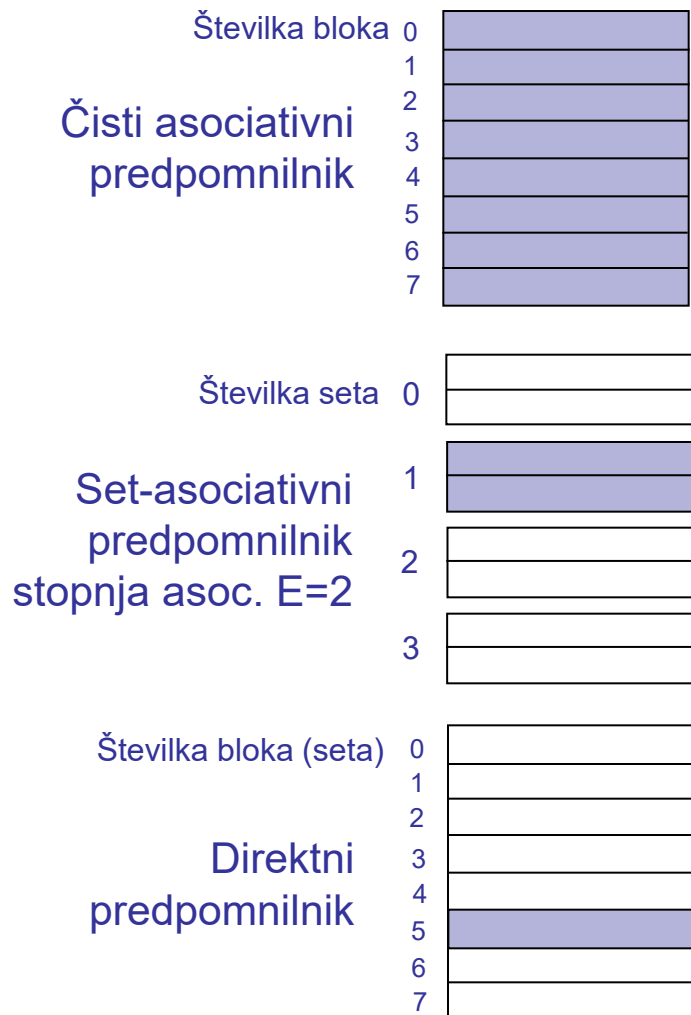 Številka bloka 0
1
2
Čisti asociativni
3
predpomnilnik
4
5
6
7
Številka seta 0
1
Set-asociativni
predpomnilnik
2
stopnja asoc. E=2
3
Številka bloka (seta) 0
1
2
Direktni
3
4
predpomnilnik
5
6
7